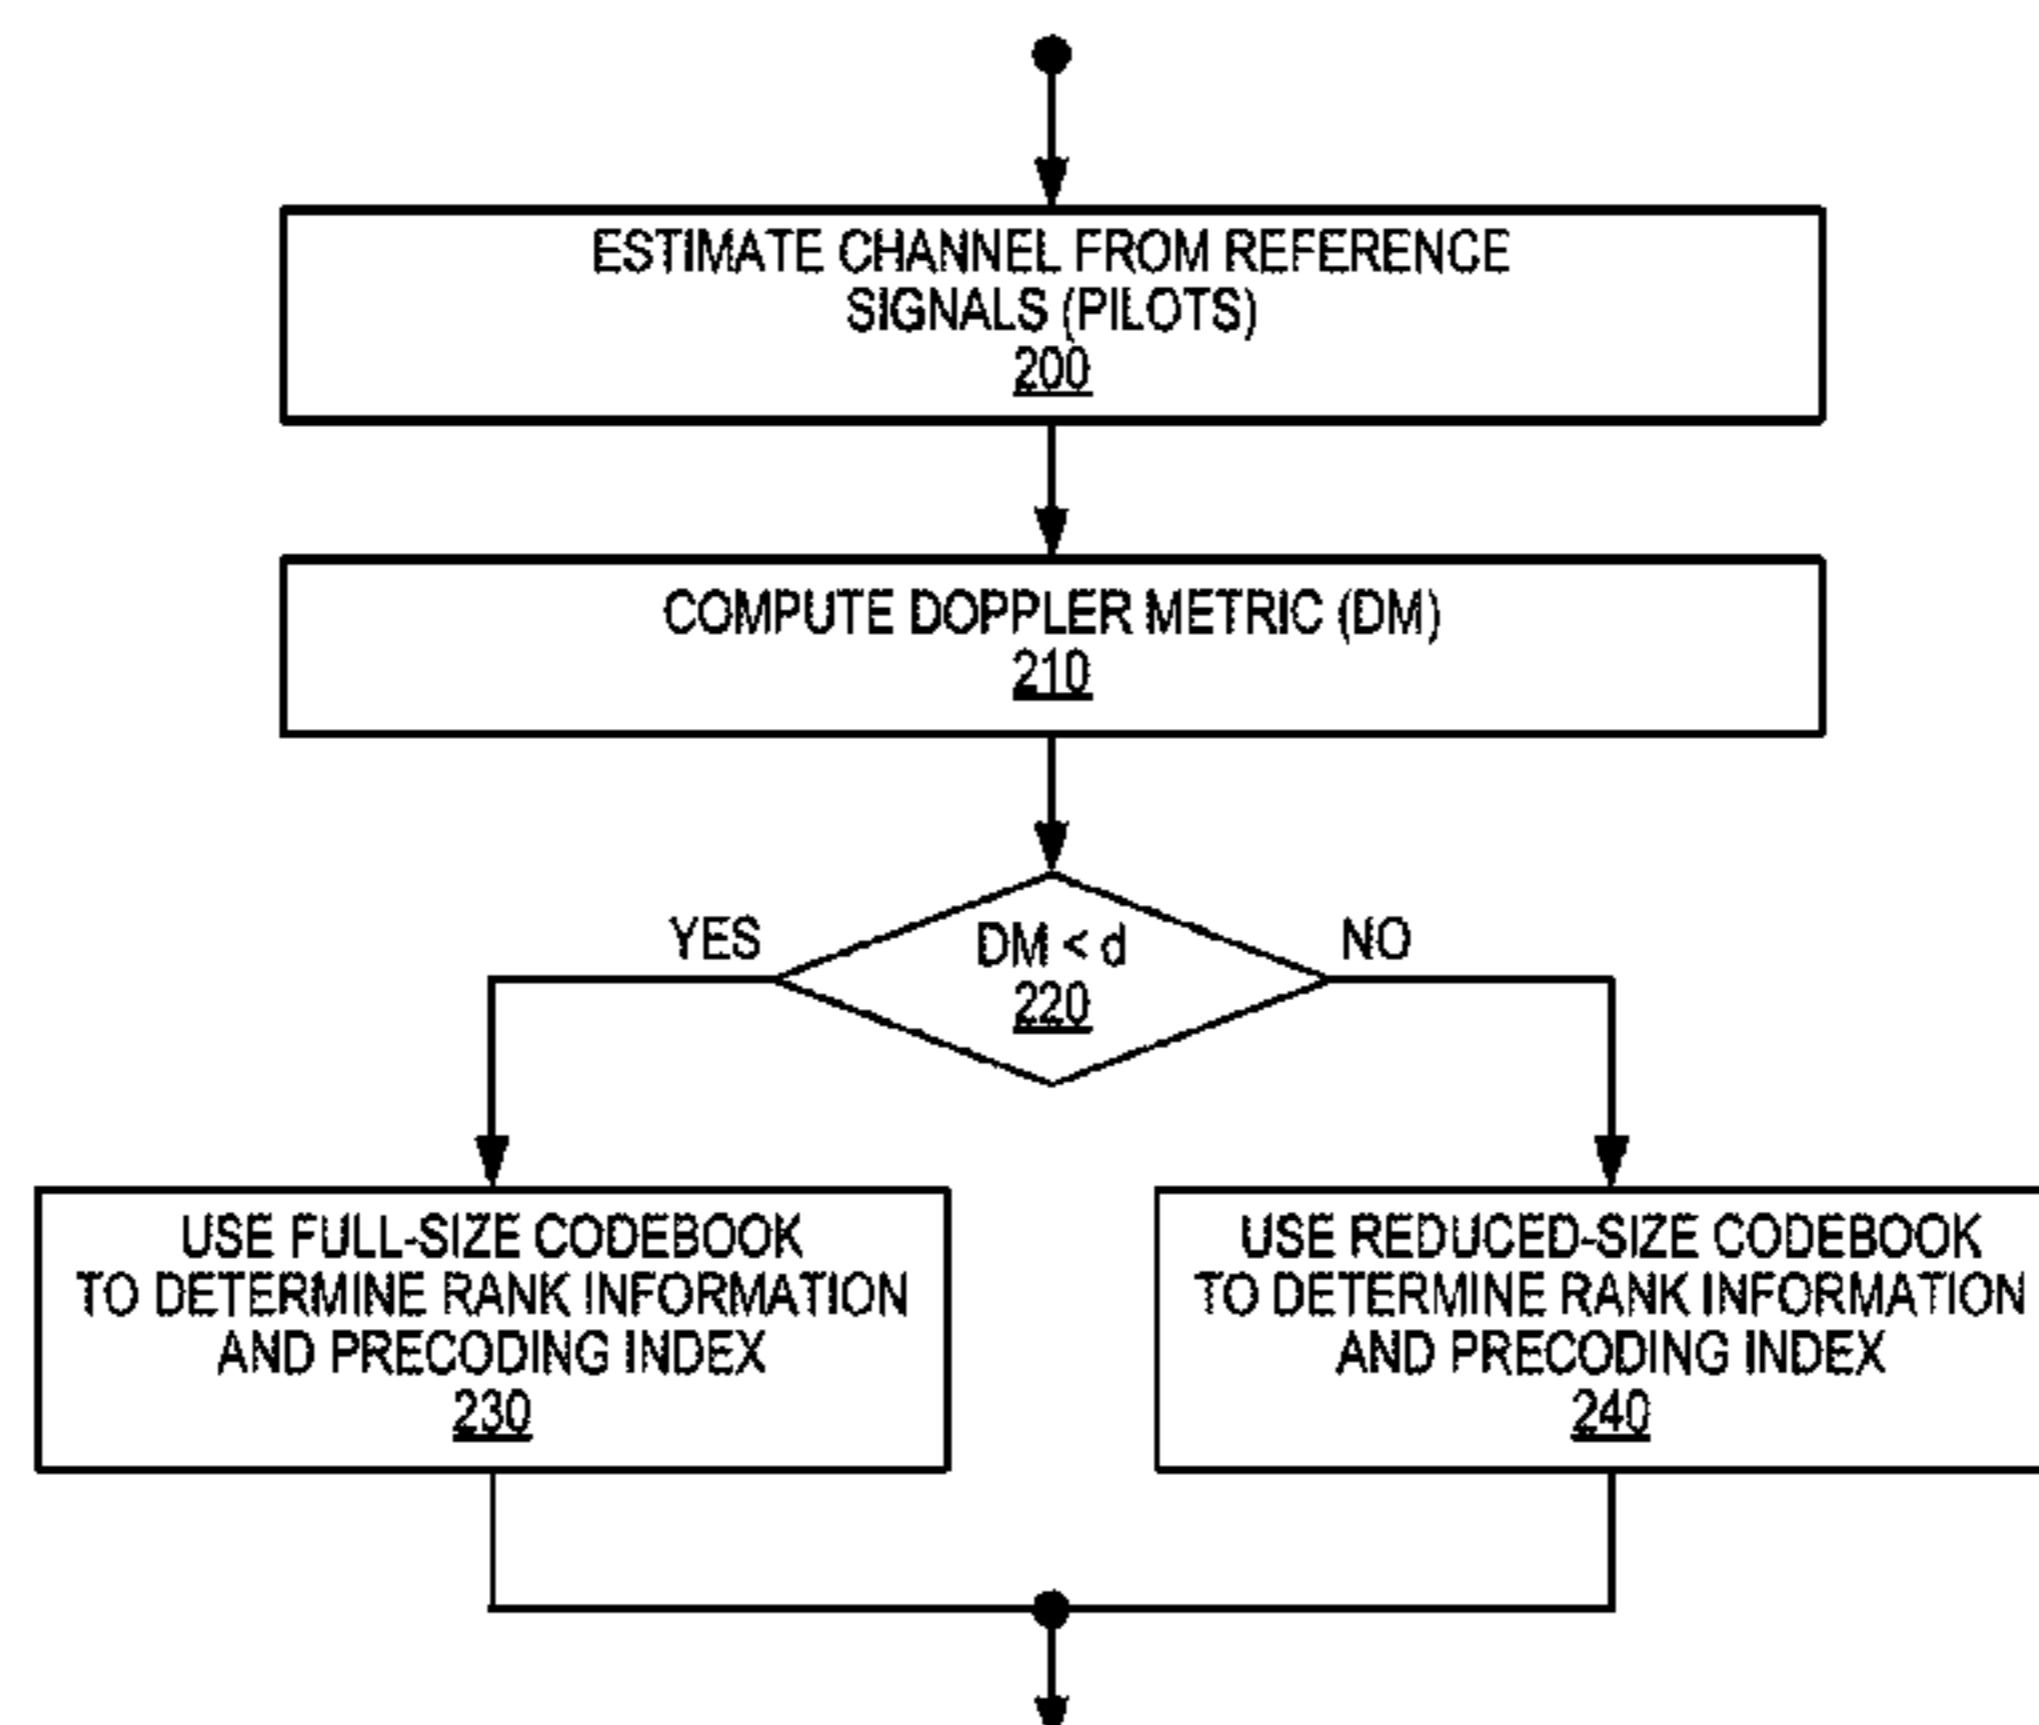 ESTIMATE CHANNEL FROM REFERENCE
SIGNALS (PILOTS)
200
COMPUTE DOPPLER METRIC (DM)
210
YES
DM < d
220
NO
USE FULL-SIZE CODEBOOK
TO DETERMINE RANK INFORMATION
AND PRECODING INDEX
230
USE REDUCED-SIZE CODEBOOK
TO DETERMINE RANK INFORMATION
AND PRECODING INDEX
240